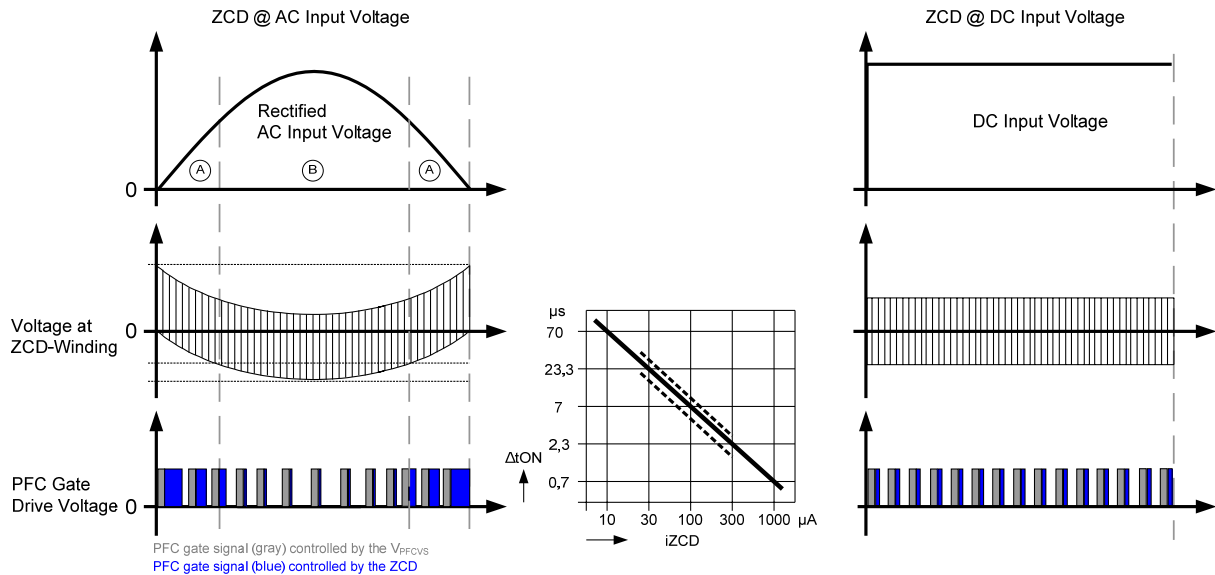 ZCD @ AC Input Voltage
ZCD @ DC Input Voltage
Rectified
AC Input Voltage
DC Input Voltage
A
B
A
0
Voltage at
ZCD-Winding
0
µs
70
23,3
7
2,3
0,7
ΔtON
10
30
100
300
1000
µA
iZCD
PFC Gate
Drive Voltage
0
PFC gate signal (gray) controlled by the VPFCVS
PFC gate signal (blue) controlled by the ZCD